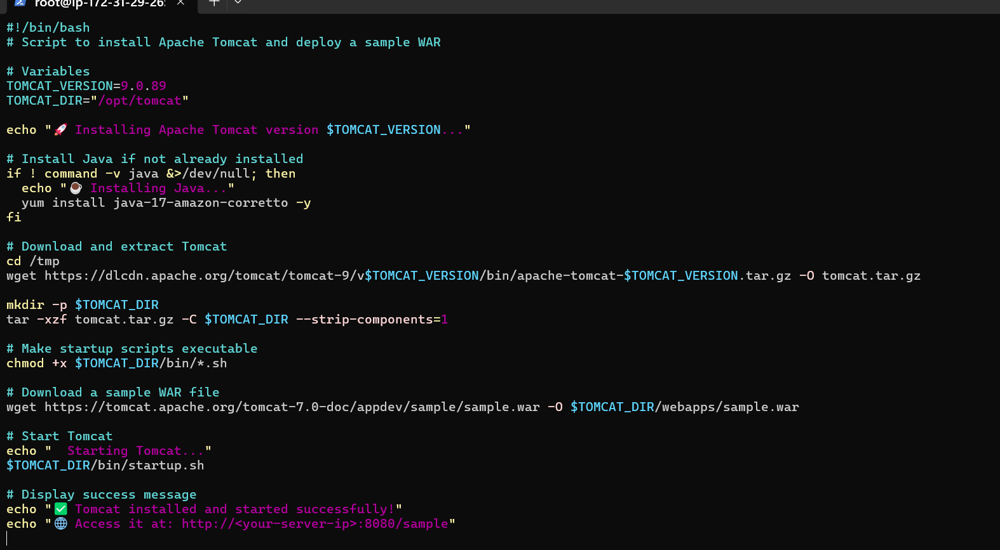 root@ip-172-31-29-26:
#!/bin/bash
# Script to install Apache Tomcat and deploy a sample WAR
# Variables
TOMCAT_VERSION=9.0.89
TOMCAT_DIR="/opt/tomcat"
echo "🚀 Installing Apache Tomcat version $TOMCAT_VERSION..."
# Install Java if not already installed
if ! command -v java &>/dev/null; then
  echo "☕ Installing Java..."
  yum install java-17-amazon-corretto -y
fi
# Download and extract Tomcat
cd /tmp
wget https://dlcdn.apache.org/tomcat/tomcat-9/v$TOMCAT_VERSION/bin/apache-tomcat-$TOMCAT_VERSION.tar.gz -O tomcat.tar.gz
mkdir -p $TOMCAT_DIR
tar -xzf tomcat.tar.gz -C $TOMCAT_DIR --strip-components=1
# Make startup scripts executable
chmod +x $TOMCAT_DIR/bin/*.sh
# Download a sample WAR file
wget https://tomcat.apache.org/tomcat-7.0-doc/appdev/sample/sample.war -O $TOMCAT_DIR/webapps/sample.war
# Start Tomcat
echo "  Starting Tomcat..."
$TOMCAT_DIR/bin/startup.sh
# Display success message
echo "✅ Tomcat installed and started successfully!"
echo "🌐 Access it at: http://<your-server-ip>:8080/sample"